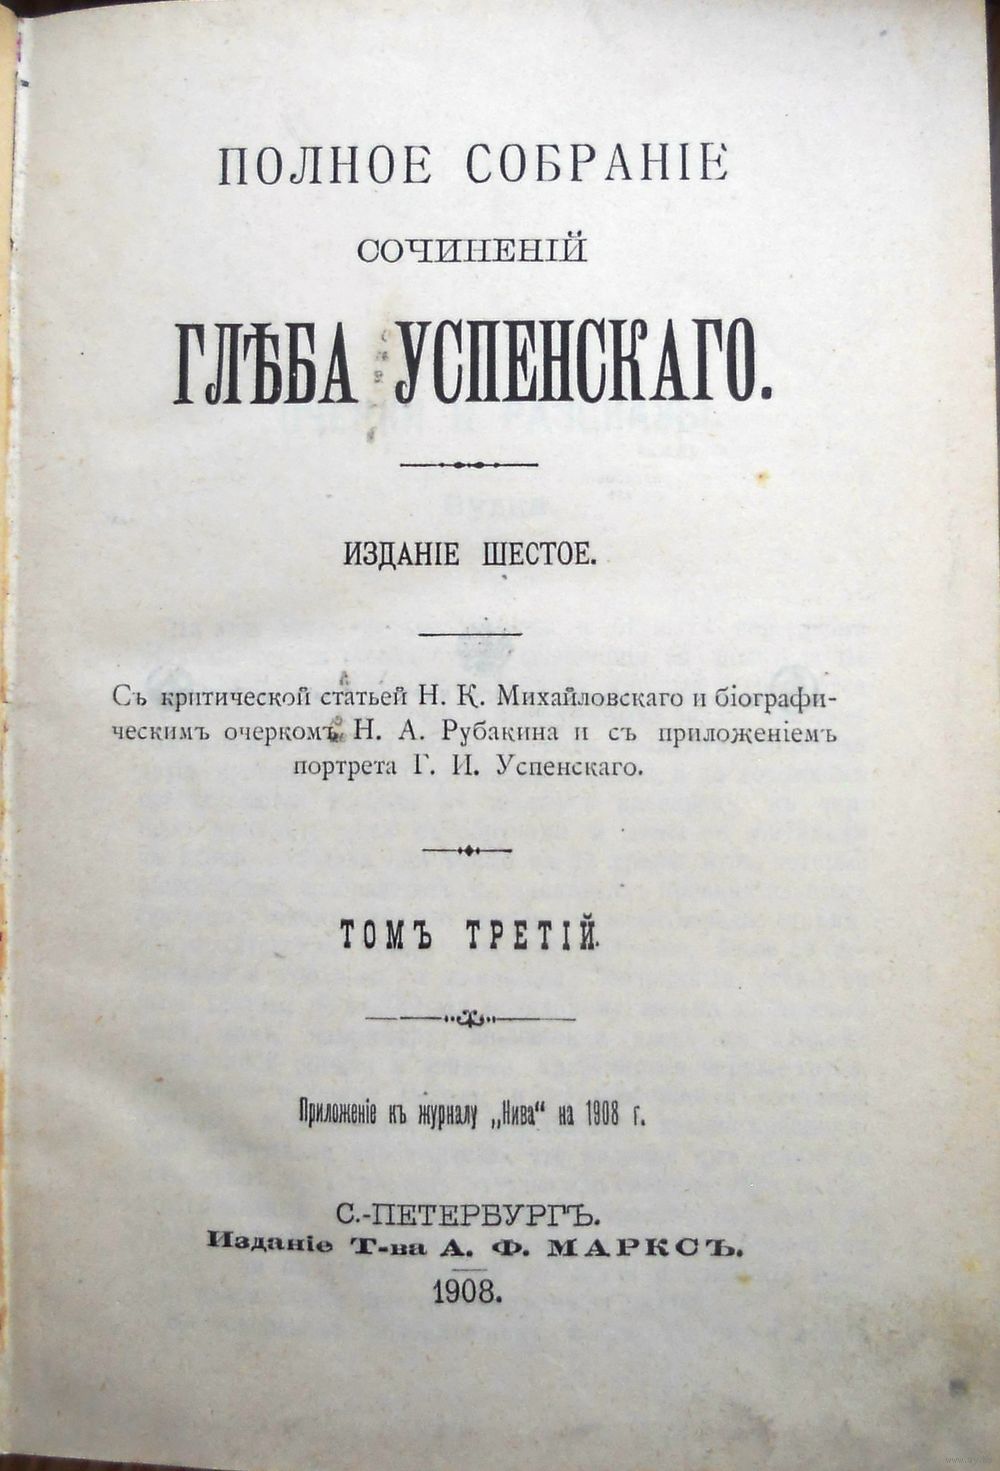 ПОЛНОЕ СОБРАНІЕ
СОЧИНЕНІЙ
ГЛѢБА УСПЕНСКАГО.
ИЗДАНІЕ ШЕСТОЕ.
Съ критической статьей Н. К. Михайловскаго и біографи-
ческимъ очеркомъ Н. А. Рубакина и съ приложеніемъ
портрета Г. И. Успенскаго.
ТОМЪ ТРЕТІЙ.
Приложеніе къ журналу „Нива“ на 1908 г.
С.-ПЕТЕРБУРГЪ.
Изданіе Т-ва А. Ф. МАРКСЪ.
1908.